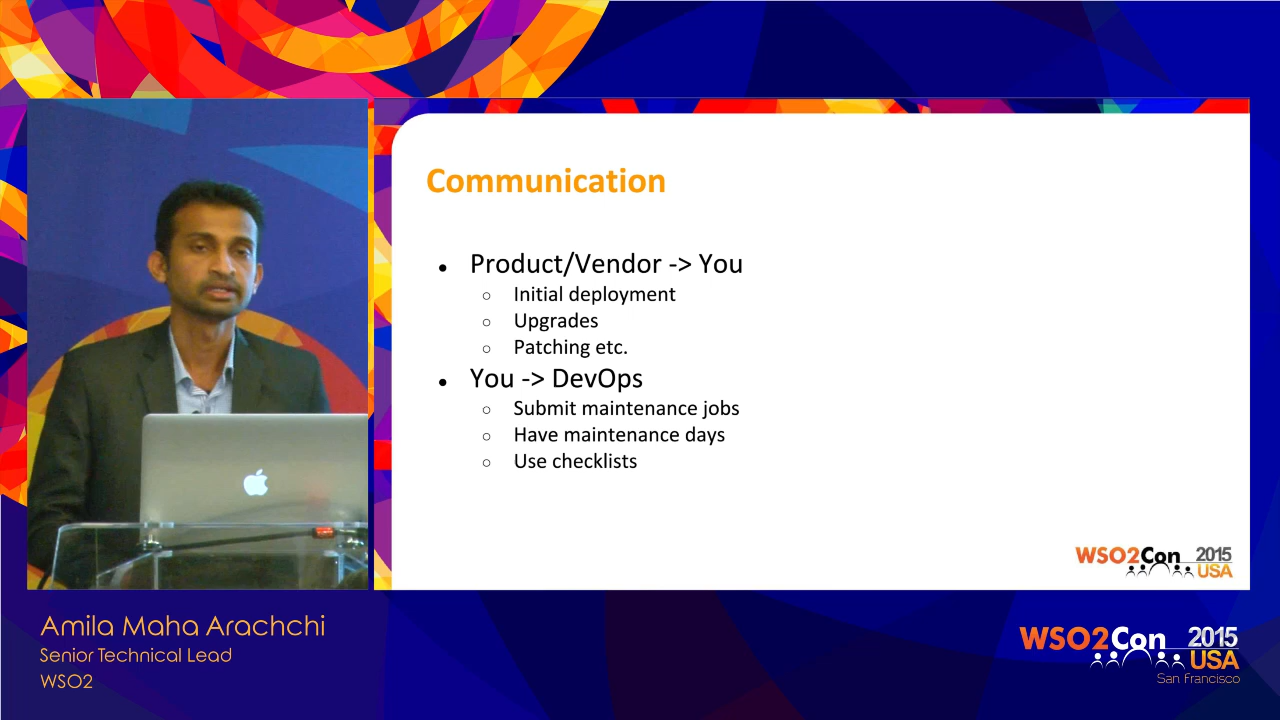 Communication
● Product/Vendor -> You
○ Initial deployment
○ Upgrades
○ Patching etc.
● You -> DevOps
○ Submit maintenance jobs
○ Have maintenance days
○ Use checklists
WSO2Con 2015
USA
Amila Maha Arachchi
Senior Technical Lead
WSO2
WSO2Con 2015
USA
San Francisco